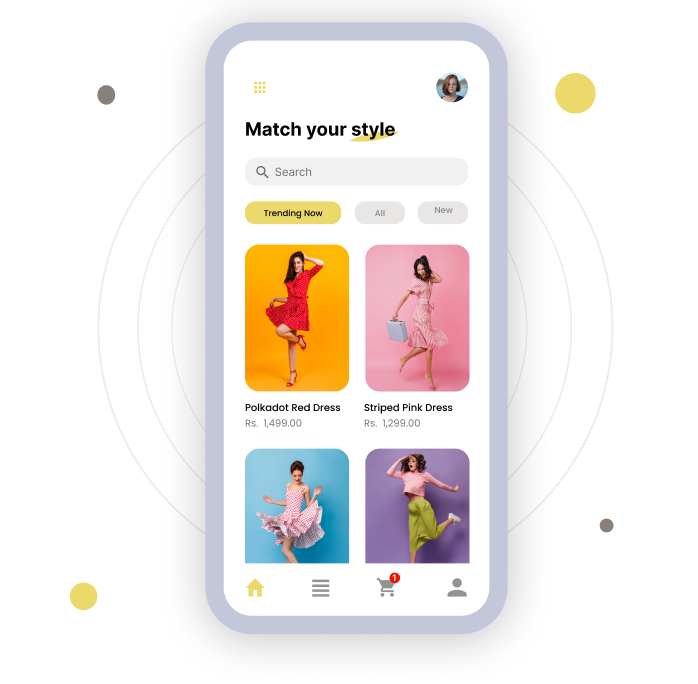 Match your style
Search
Trending Now
All
New
Polkadot Red Dress
Striped Pink Dress
Rs. 1,499.00
Rs. 1,299.00
1